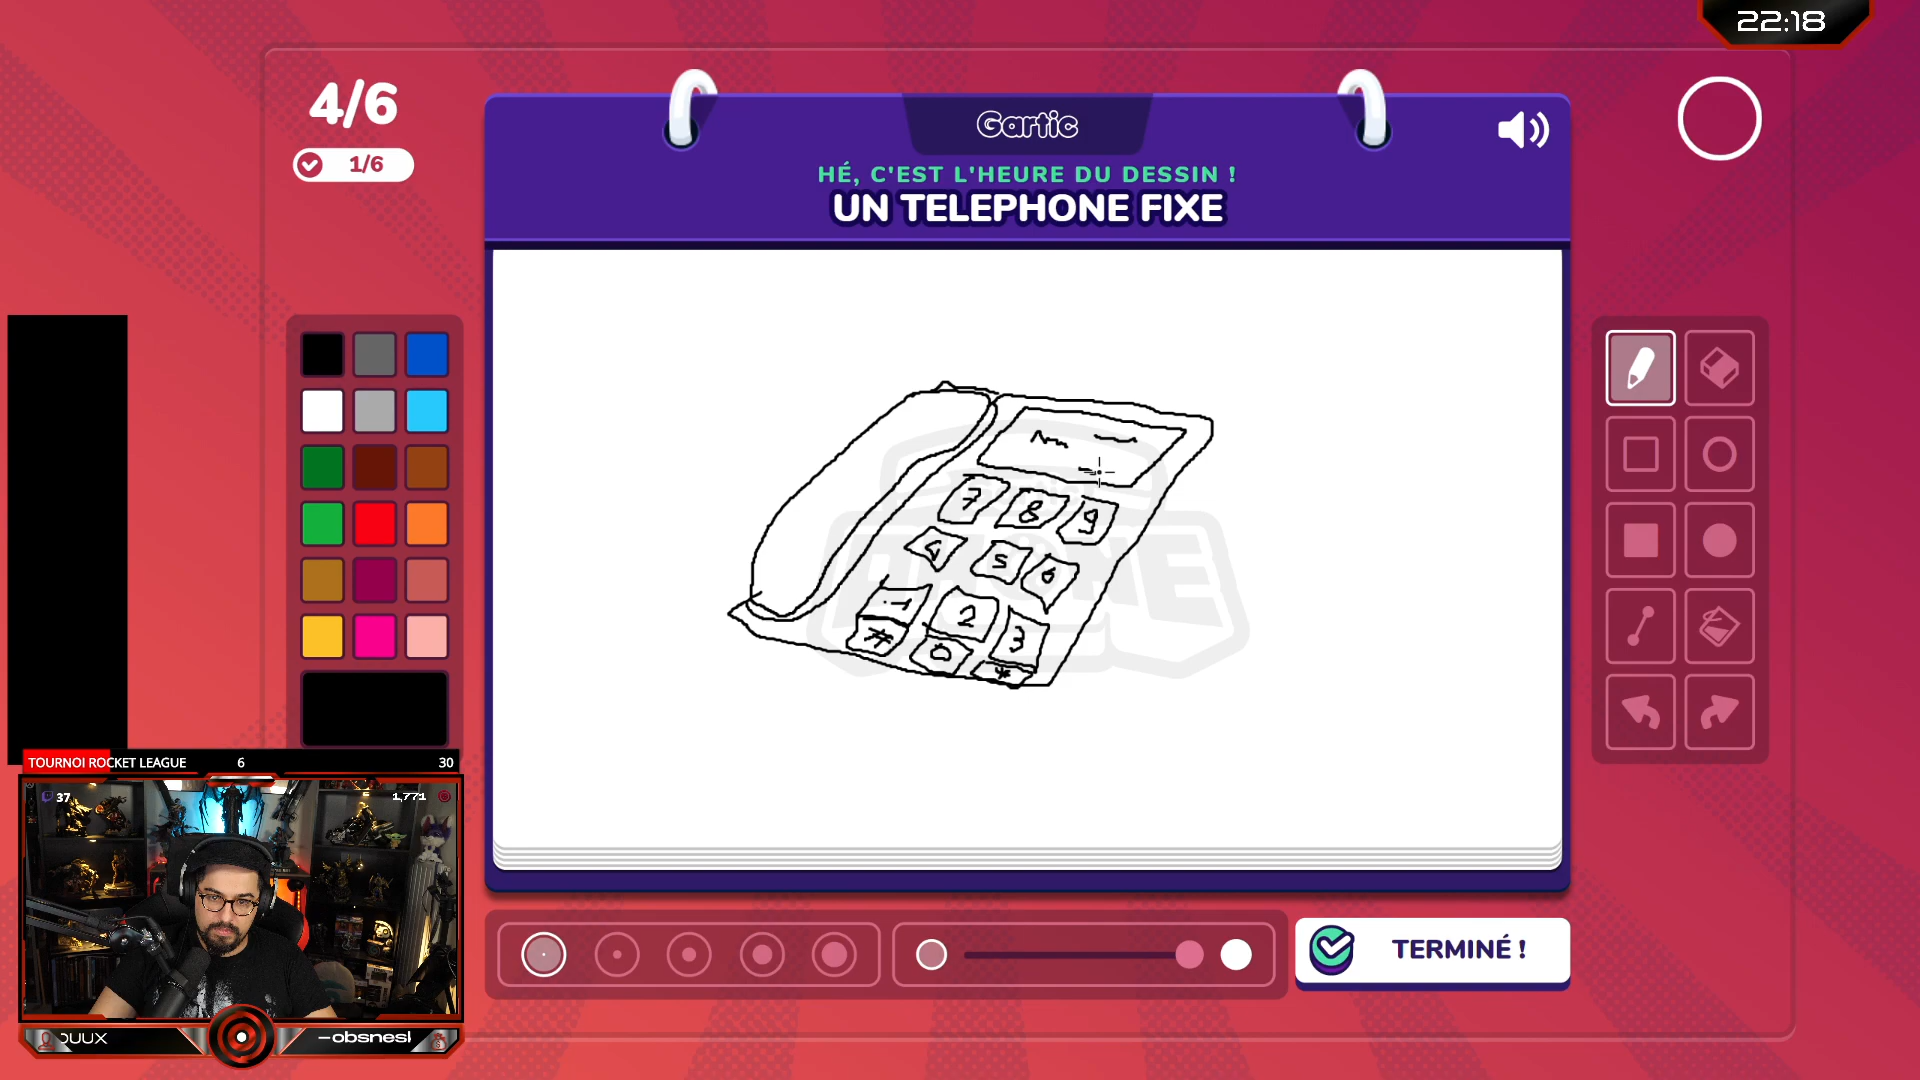 22:18
4/6
1/6
Gartic
HÉ, C'EST L'HEURE DU DESSIN !
UN TELEPHONE FIXE
7 8 9
4 5 6
1 2 3
# 0 *
TOURNOI ROCKET LEAGUE 6 30
37 1,771
TERMINÉ !
OUUX —obsnesl